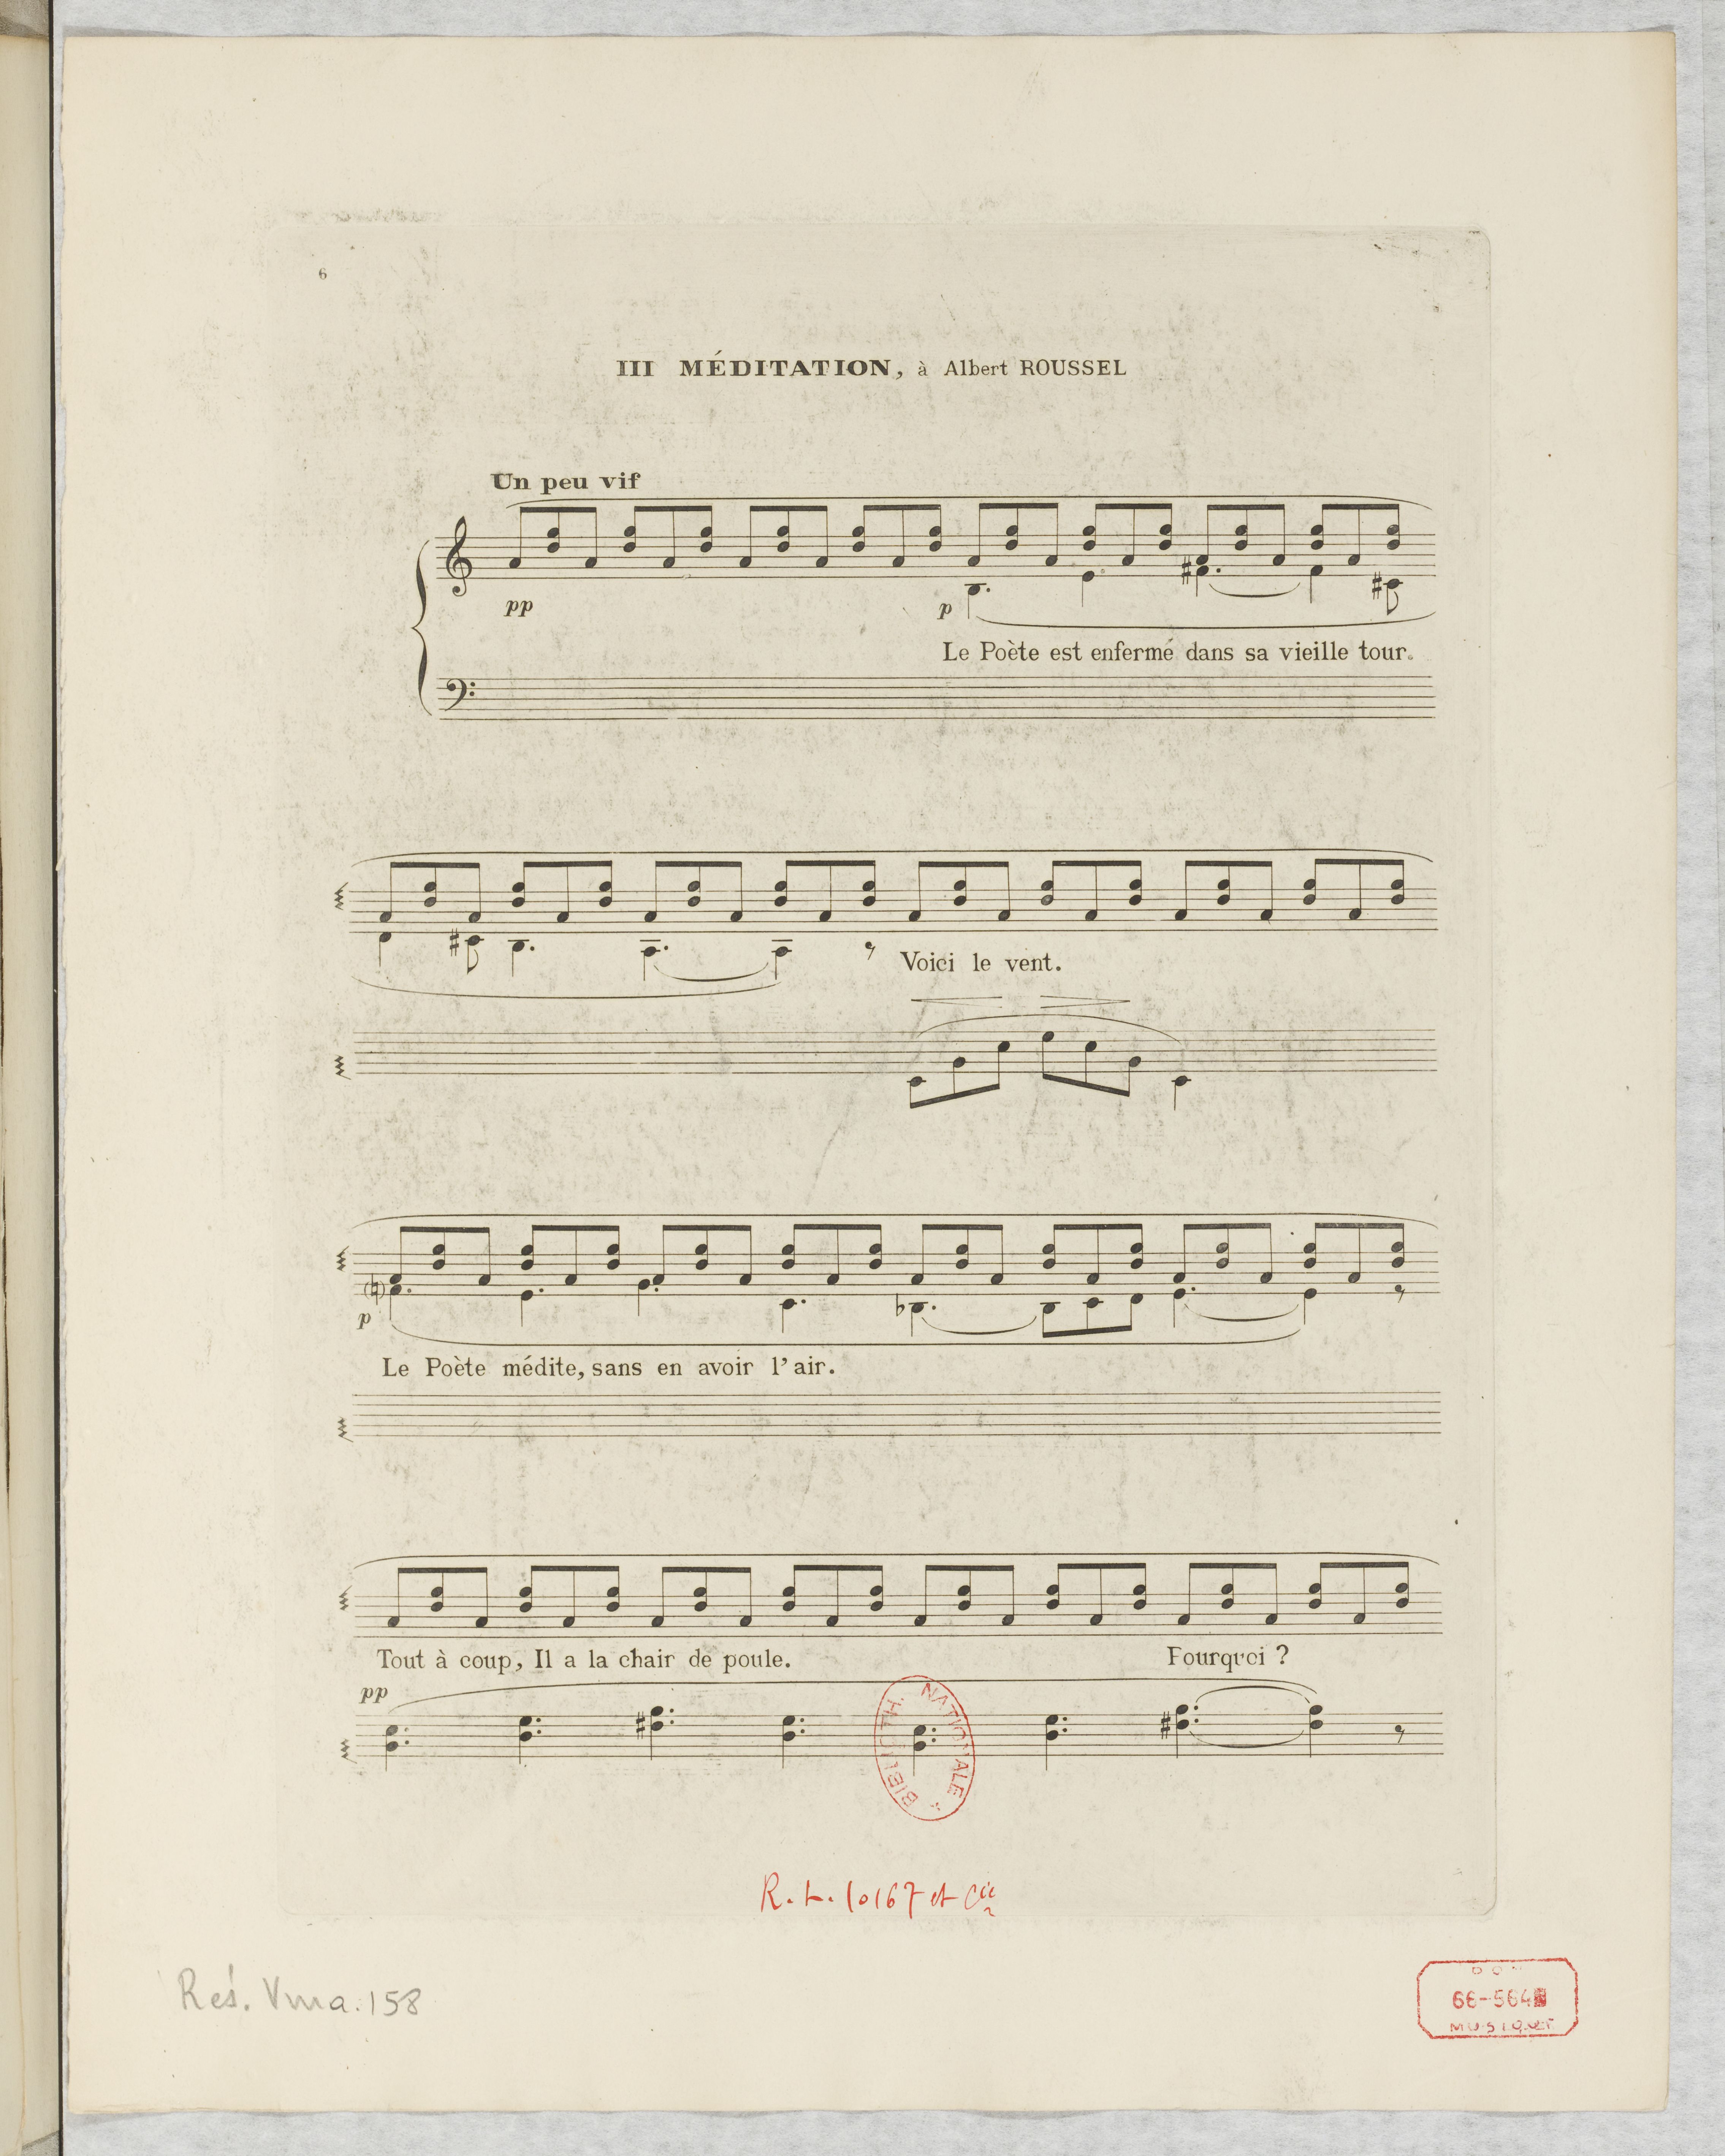 6
III MÉDITATION, à Albert ROUSSEL
Un peu vif
pp
p
Le Poète est enfermé dans sa vieille tour.
Voici le vent.
p
Le Poète médite, sans en avoir l'air.
Tout à coup, Il a la chair de poule. Fourquoi ?
pp
BIBLIOTH. NATIONALE
R. L. 10167 et
Rés. Vma. 158
DON
66-564
MUSIQUE